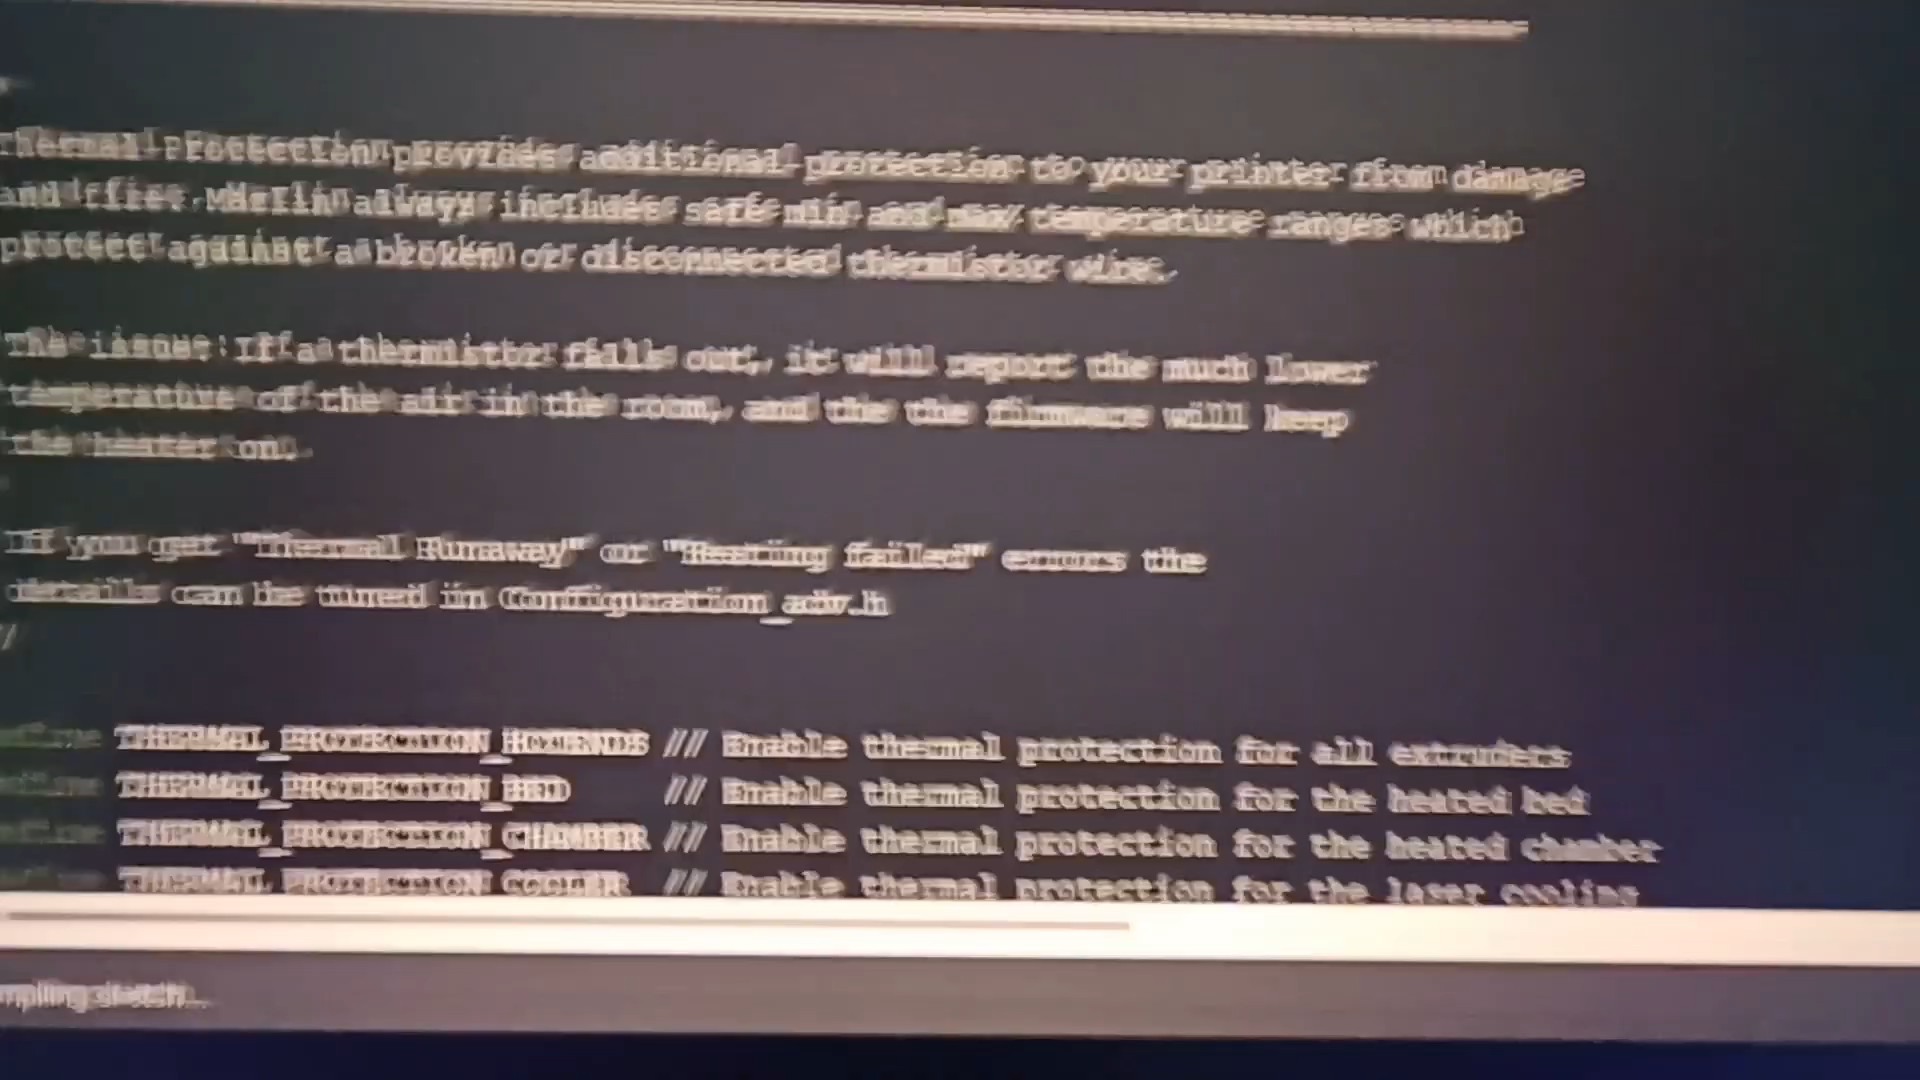 Thermal Protection provides additional protection to your printer from damage
and fire. Marlin always includes safe min and max temperature ranges which
protect against a broken or disconnected thermistor wire.
The issue: If a thermistor falls out, it will report the much lower
temperature of the air in the room, and the the firmware will keep
the heater on.
If you get "Thermal Runaway" or "Heating failed" errors the
details can be tuned in Configuration_adv.h
/
THERMAL_PROTECTION_HOTENDS // Enable thermal protection for all extruders
THERMAL_PROTECTION_BED // Enable thermal protection for the heated bed
THERMAL_PROTECTION_CHAMBER // Enable thermal protection for the heated chamber
THERMAL_PROTECTION_COOLER // Enable thermal protection for the laser cooling
mpiling sketch...